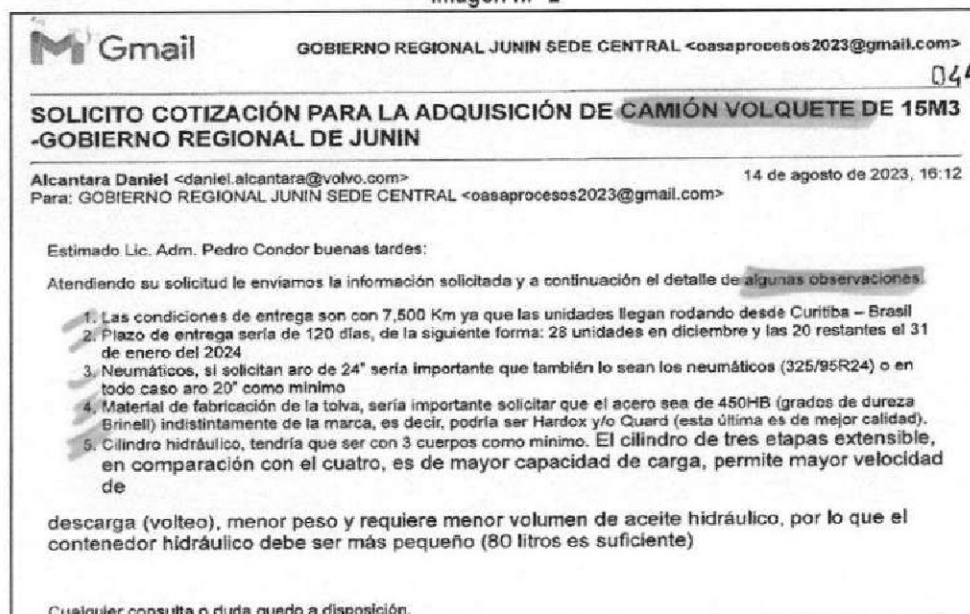 Imagen n.° 2
Gmail
GOBIERNO REGIONAL JUNIN SEDE CENTRAL <oasaprocesos2023@gmail.com>
044
SOLICITO COTIZACIÓN PARA LA ADQUISICIÓN DE CAMIÓN VOLQUETE DE 15M3
-GOBIERNO REGIONAL DE JUNIN
Alcantara Daniel <daniel.alcantara@volvo.com>
14 de agosto de 2023, 16:12
Para: GOBIERNO REGIONAL JUNIN SEDE CENTRAL <oasaprocesos2023@gmail.com>
Estimado Lic. Adm. Pedro Condor buenas tardes:
Atendiendo su solicitud le enviamos la información solicitada y a continuación el detalle de algunas observaciones.
1. Las condiciones de entrega son con 7,500 Km ya que las unidades llegan rodando desde Curitiba – Brasil
2. Plazo de entrega sería de 120 días, de la siguiente forma: 28 unidades en diciembre y las 20 restantes el 31
de enero del 2024
3. Neumáticos, si solicitan aro de 24" sería importante que también lo sean los neumáticos (325/95R24) o en
todo caso aro 20" como mínimo
4. Material de fabricación de la tolva, sería importante solicitar que el acero sea de 450HB (grados de dureza
Brinell) indistintamente de la marca, es decir, podría ser Hardox y/o Quard (esta última es de mejor calidad).
5. Cilindro hidráulico, tendría que ser con 3 cuerpos como mínimo. El cilindro de tres etapas extensible,
en comparación con el cuatro, es de mayor capacidad de carga, permite mayor velocidad
de
descarga (volteo), menor peso y requiere menor volumen de aceite hidráulico, por lo que el
contenedor hidráulico debe ser más pequeño (80 litros es suficiente)
Cualquier consulta o duda quedo a disposición.